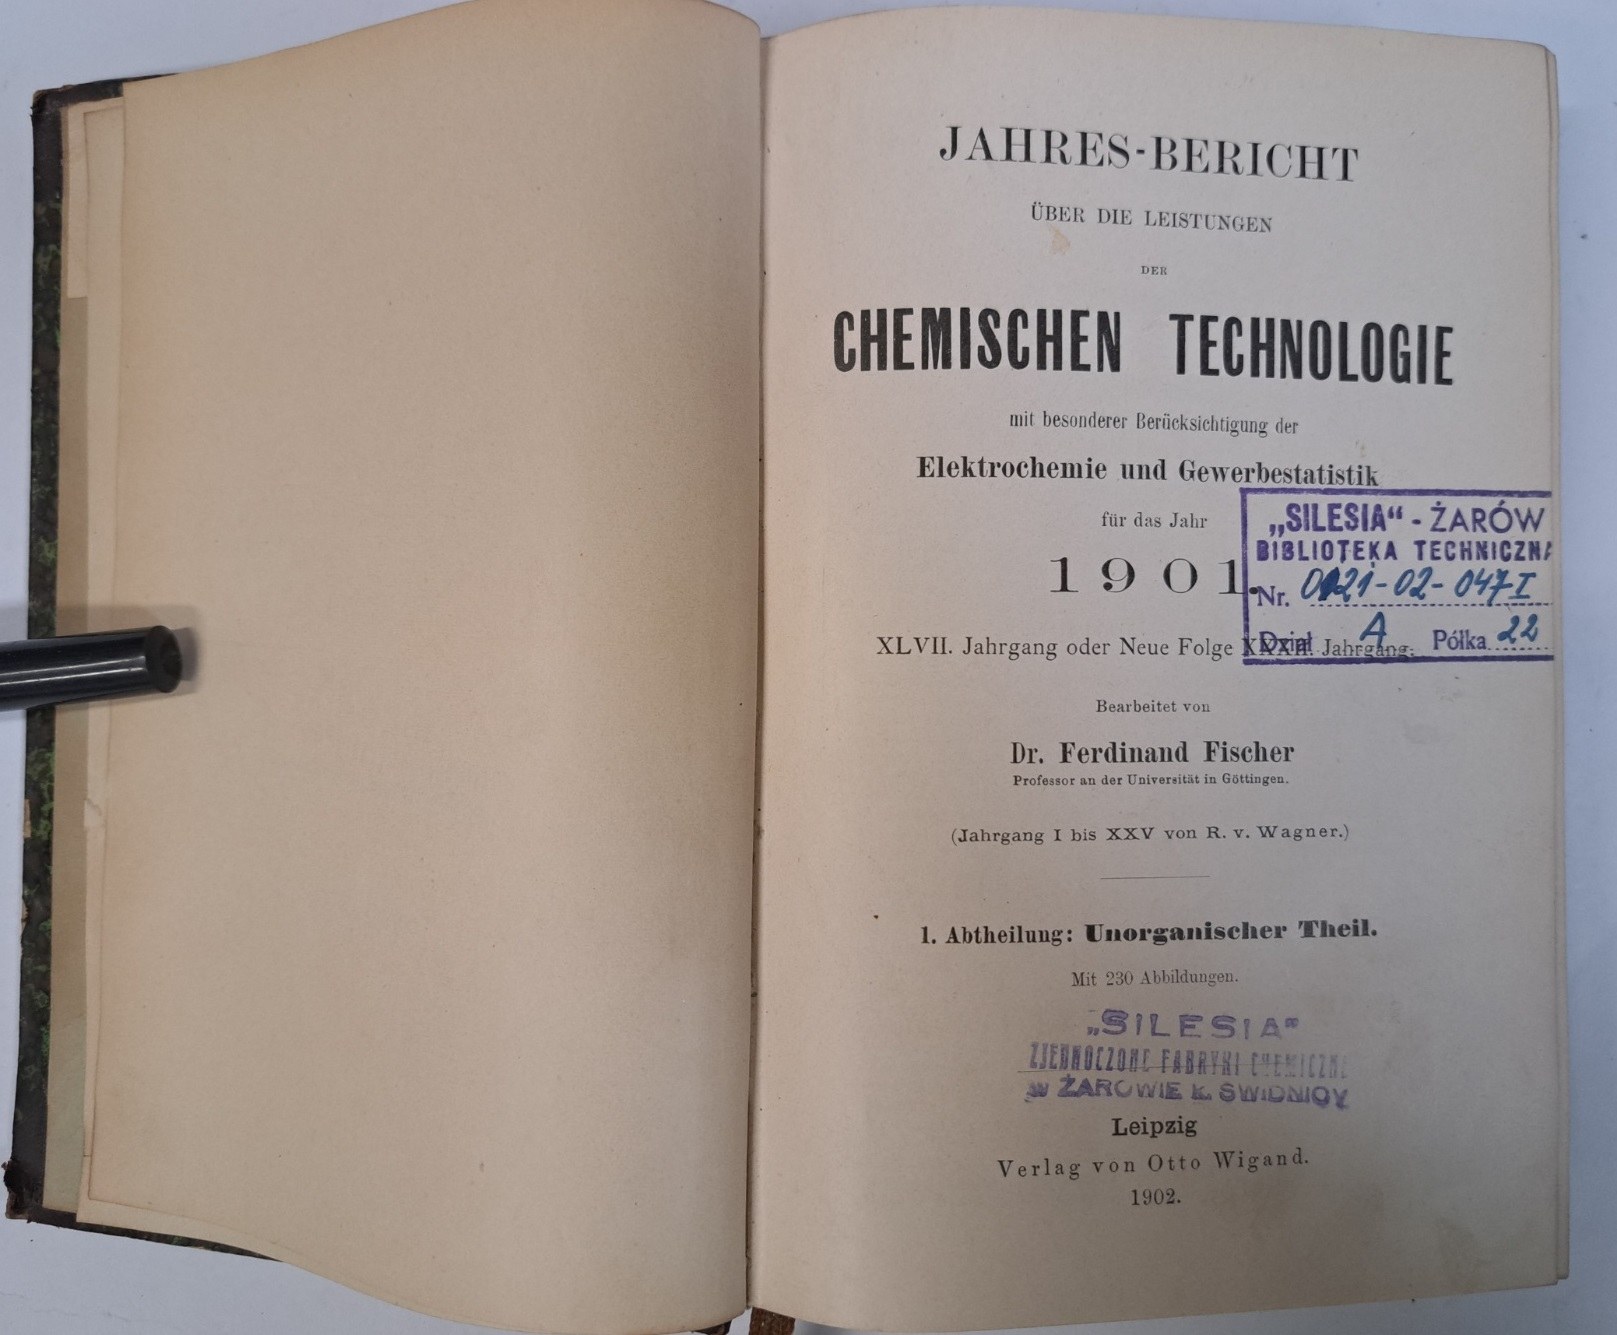 JAHRES-BERICHT
ÜBER DIE LEISTUNGEN
DER
CHEMISCHEN TECHNOLOGIE
mit besonderer Berücksichtigung der
Elektrochemie und Gewerbestatistik
für das Jahr
1901.
„SILESIA“ - ŻARÓW
BIBLIOTEKA TECHNICZNA
Nr. 0121-02-047-I
Dział A Półka 22
XLVII. Jahrgang oder Neue Folge XXXII. Jahrgang.
Bearbeitet von
Dr. Ferdinand Fischer
Professor an der Universität in Göttingen.
(Jahrgang I bis XXV von R. v. Wagner.)
1. Abtheilung: Unorganischer Theil.
Mit 230 Abbildungen.
„SILESIA”
ZJEDNOCZONE FABRYKI CHEMICZNE
W ŻAROWIE K. ŚWIDNICY
Leipzig
Verlag von Otto Wigand.
1902.